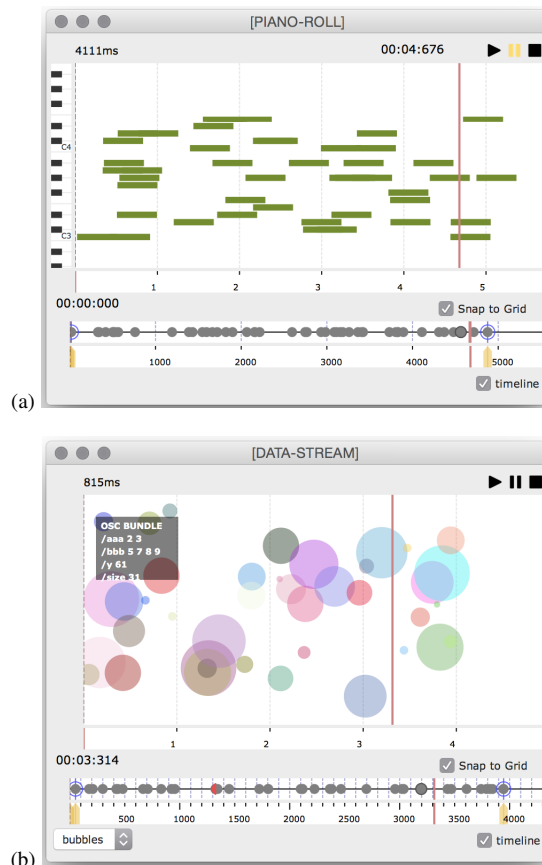 [PIANO-ROLL]
4111ms 00:04:676
C4
C3
1 2 3 4 5
00:00:000 Snap to Grid
1000 2000 3000 4000 5000
timeline
(a)
[DATA-STREAM]
815ms
OSC BUNDLE
/aaa 2 3
/bbb 5 7 8 9
/y 61
/size 31
1 2 3 4
00:03:314 Snap to Grid
500 1000 1500 2000 2500 3000 3500 4000
bubbles timeline
(b)